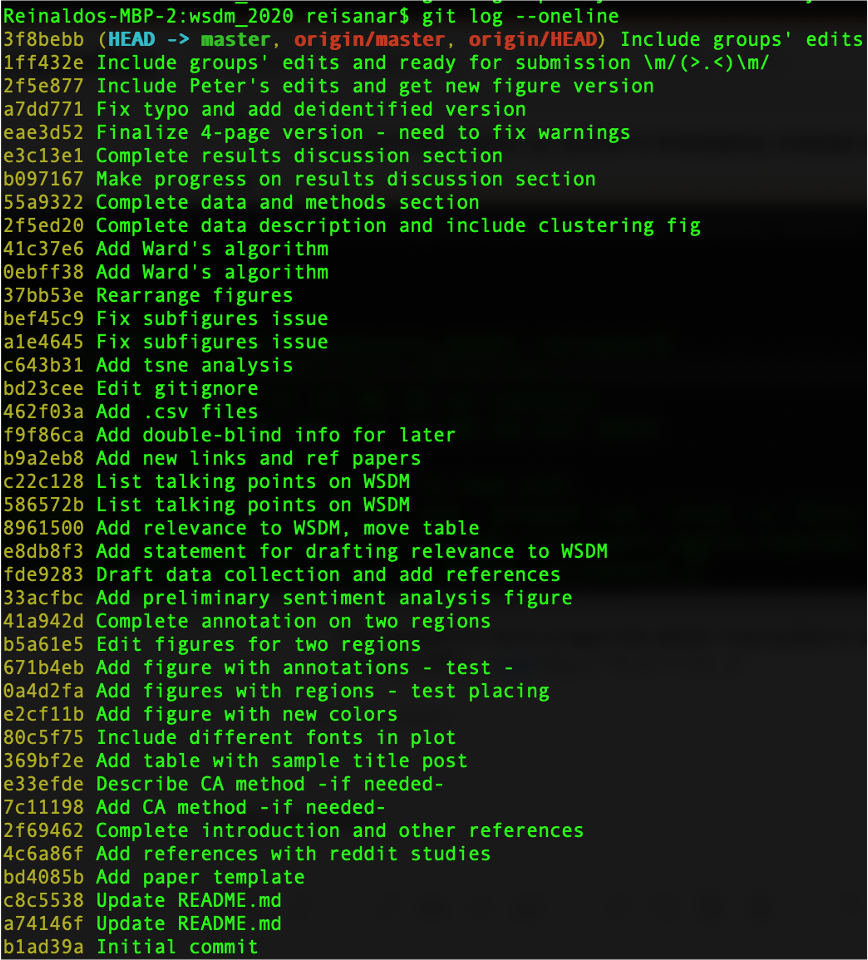 Reinaldos-MBP-2:wsdm_2020 reisanar$ git log --oneline
3f8bebb (HEAD -> master, origin/master, origin/HEAD) Include groups' edits
1ff432e Include groups' edits and ready for submission \m/(>.<)\m/
2f5e877 Include Peter's edits and get new figure version
a7dd771 Fix typo and add deidentified version
eae3d52 Finalize 4-page version - need to fix warnings
e3c13e1 Complete results discussion section
b097167 Make progress on results discussion section
55a9322 Complete data and methods section
2f5ed20 Complete data description and include clustering fig
41c37e6 Add Ward's algorithm
0ebff38 Add Ward's algorithm
37bb53e Rearrange figures
bef45c9 Fix subfigures issue
a1e4645 Fix subfigures issue
c643b31 Add tsne analysis
bd23cee Edit gitignore
462f03a Add .csv files
f9f86ca Add double-blind info for later
b9a2eb8 Add new links and ref papers
c22c128 List talking points on WSDM
586572b List talking points on WSDM
8961500 Add relevance to WSDM, move table
e8db8f3 Add statement for drafting relevance to WSDM
fde9283 Draft data collection and add references
33acfbc Add preliminary sentiment analysis figure
41a942d Complete annotation on two regions
b5a61e5 Edit figures for two regions
671b4eb Add figure with annotations - test -
0a4d2fa Add figures with regions - test placing
e2cf11b Add figure with new colors
80c5f75 Include different fonts in plot
369bf2e Add table with sample title post
e33efde Describe CA method -if needed-
7c11198 Add CA method -if needed-
2f69462 Complete introduction and other references
4c6a86f Add references with reddit studies
bd4085b Add paper template
c8c5538 Update README.md
a74146f Update README.md
b1ad39a Initial commit